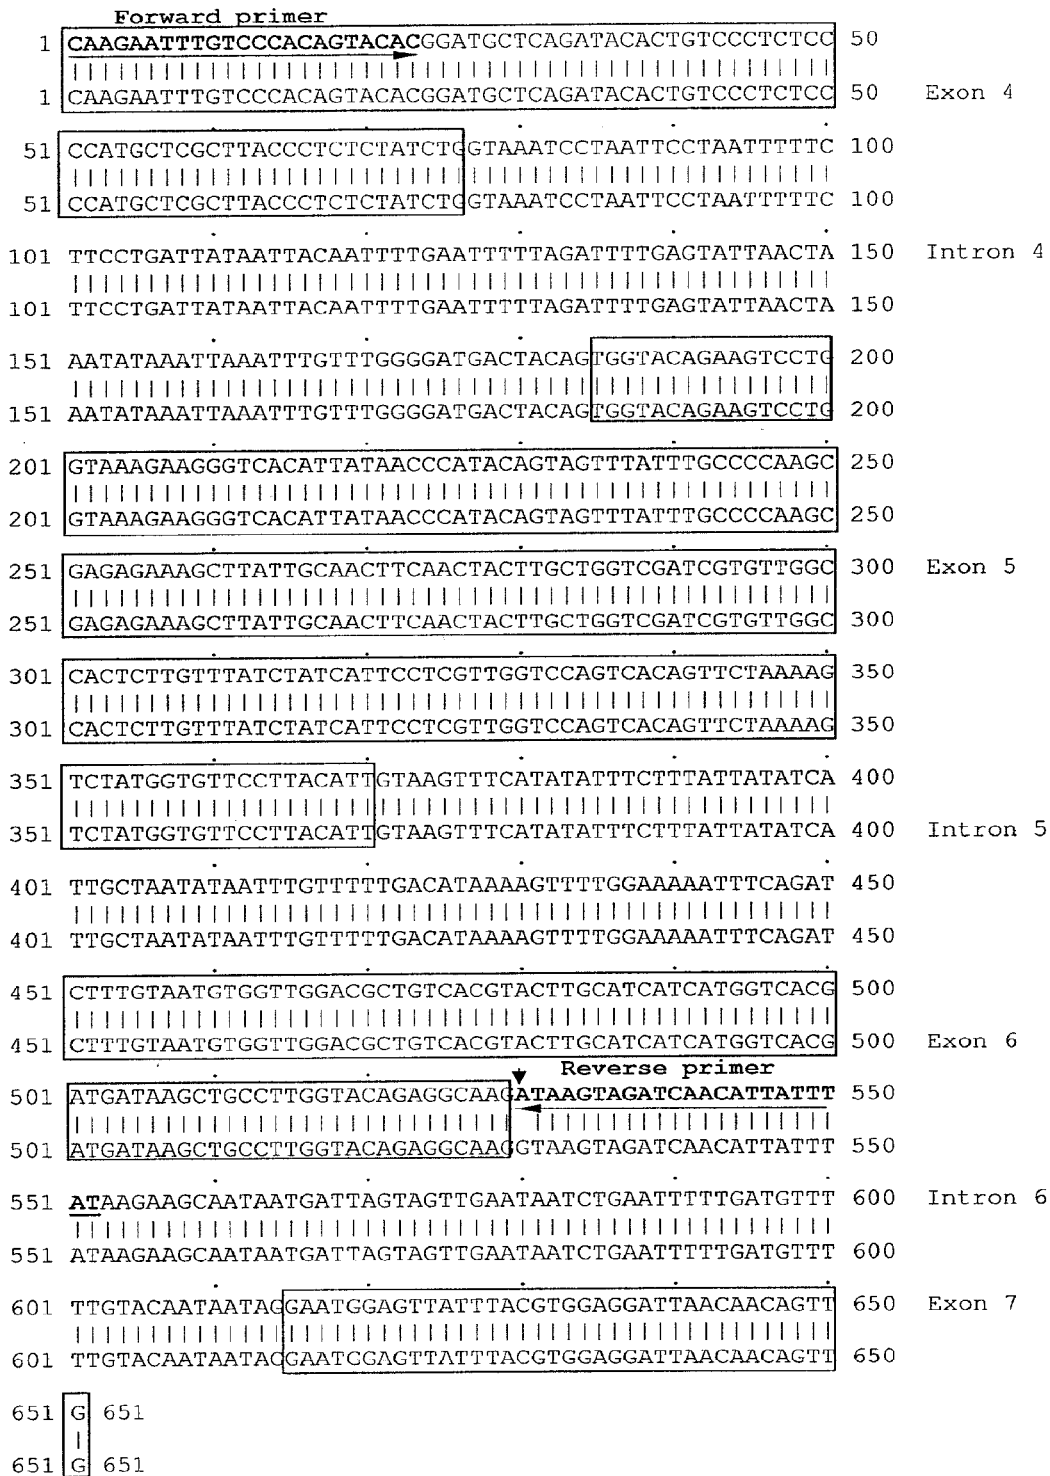 Forward primer
1 CAAGAATTTGTCCCACAGTACACGGATGCTCAGATACACTGTCCCTCTCC 50
1 CAAGAATTTGTCCCACAGTACACGGATGCTCAGATACACTGTCCCTCTCC 50 Exon 4
51 CCATGCTCGCTTACCCTCTCTATCTGGTAAATCCTAATTCCTAATTTTTC 100
51 CCATGCTCGCTTACCCTCTCTATCTGGTAAATCCTAATTCCTAATTTTTC 100
101 TTCCTGATTATAATTACAATTTTGAATTTTTAGATTTTGAGTATTAACTA 150 Intron 4
101 TTCCTGATTATAATTACAATTTTGAATTTTTAGATTTTGAGTATTAACTA 150
151 AATATAAATTAAATTTGTTTGGGGATGACTACAGTGGTACAGAAGTCCTG 200
151 AATATAAATTAAATTTGTTTGGGGATGACTACAGTGGTACAGAAGTCCTG 200
201 GTAAAGAAGGGTCACATTATAACCCATACAGTAGTTTATTTGCCCCAAGC 250
201 GTAAAGAAGGGTCACATTATAACCCATACAGTAGTTTATTTGCCCCAAGC 250
251 GAGAGAAAGCTTATTGCAACTTCAACTACTTGCTGGTCGATCGTGTTGGC 300 Exon 5
251 GAGAGAAAGCTTATTGCAACTTCAACTACTTGCTGGTCGATCGTGTTGGC 300
301 CACTCTTGTTTATCTATCATTCCTCGTTGGTCCAGTCACAGTTCTAAAAG 350
301 CACTCTTGTTTATCTATCATTCCTCGTTGGTCCAGTCACAGTTCTAAAAG 350
351 TCTATGGTGTTCCTTACATTGTAAGTTTCATATATTTCTTTATTATATCA 400
351 TCTATGGTGTTCCTTACATTGTAAGTTTCATATATTTCTTTATTATATCA 400 Intron 5
401 TTGCTAATATAATTTGTTTTTGACATAAAAGTTTTGGAAAAATTTCAGAT 450
401 TTGCTAATATAATTTGTTTTTGACATAAAAGTTTTGGAAAAATTTCAGAT 450
451 CTTTGTAATGTGGTTGGACGCTGTCACGTACTTGCATCATCATGGTCACG 500
451 CTTTGTAATGTGGTTGGACGCTGTCACGTACTTGCATCATCATGGTCACG 500 Exon 6
Reverse primer
501 ATGATAAGCTGCCTTGGTACAGAGGCAAGATAAGTAGATCAACATTATTT 550
501 ATGATAAGCTGCCTTGGTACAGAGGCAAGGTAAGTAGATCAACATTATTT 550
551 ATAAGAAGCAATAATGATTAGTAGTTGAATAATCTGAATTTTTGATGTTT 600 Intron 6
551 ATAAGAAGCAATAATGATTAGTAGTTGAATAATCTGAATTTTTGATGTTT 600
601 TTGTACAATAATAGGAATGGAGTTATTTACGTGGAGGATTAACAACAGTT 650 Exon 7
601 TTGTACAATAATAGGAATGGAGTTATTTACGTGGAGGATTAACAACAGTT 650
651 G 651
651 G 651